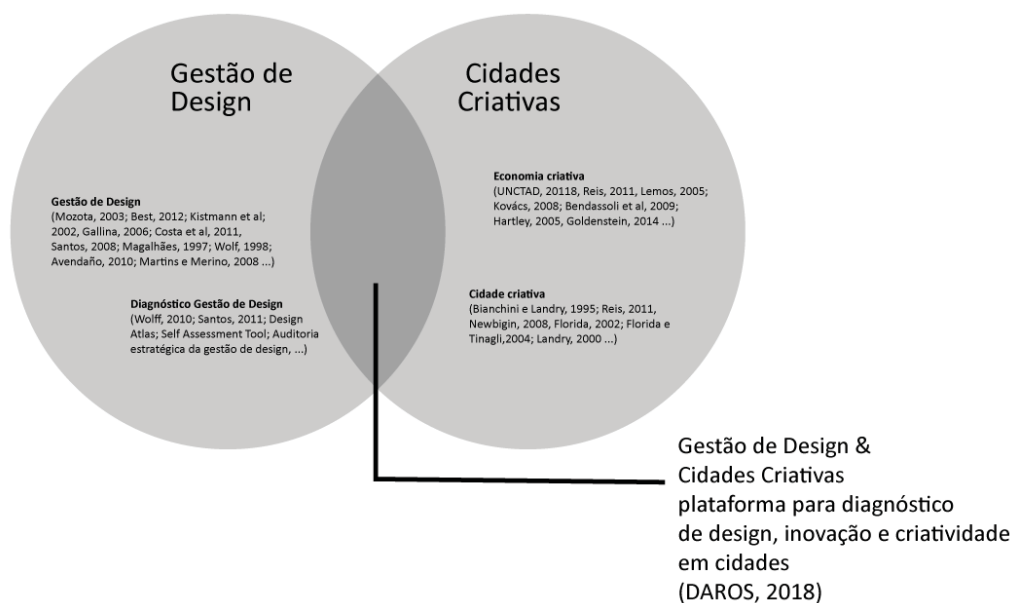 Gestão de
Design
Cidades
Criativas
Gestão de Design
(Mozota, 2003; Best, 2012; Kistmann et al;
2002, Gallina, 2006; Costa et al, 2011,
Santos, 2008; Magalhães, 1997; Wolf, 1998;
Avendaño, 2010; Martins e Merino, 2008 ...)
Diagnóstico Gestão de Design
(Wolff, 2010; Santos, 2011; Design
Atlas; Self Assessment Tool; Auditoria
estratégica da gestão de design, ...)
Economia criativa
(UNCTAD, 20118, Reis, 2011, Lemos, 2005;
Kovács, 2008; Bendassoli et al, 2009;
Hartley, 2005, Goldenstein, 2014 ...)
Cidade criativa
(Bianchini e Landry, 1995; Reis, 2011,
Newbigin, 2008, Florida, 2002; Florida e
Tinagli,2004; Landry, 2000 ...)
Gestão de Design &
Cidades Criativas
plataforma para diagnóstico
de design, inovação e criatividade
em cidades
(DAROS, 2018)